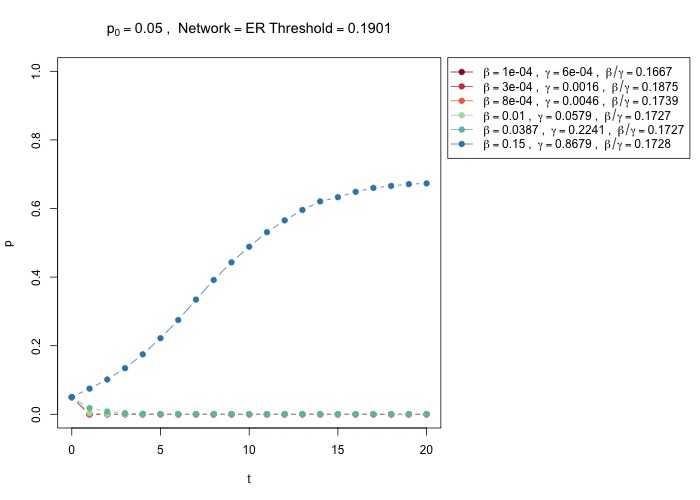 p₀ = 0.05 , Network = ER Threshold = 0.1901
β = 1e-04 , γ = 6e-04 , β/γ = 0.1667
β = 3e-04 , γ = 0.0016 , β/γ = 0.1875
β = 8e-04 , γ = 0.0046 , β/γ = 0.1739
β = 0.01 , γ = 0.0579 , β/γ = 0.1727
β = 0.0387 , γ = 0.2241 , β/γ = 0.1727
β = 0.15 , γ = 0.8679 , β/γ = 0.1728
1.0
0.8
0.6
0.4
0.2
0.0
p
0 5 10 15 20
t